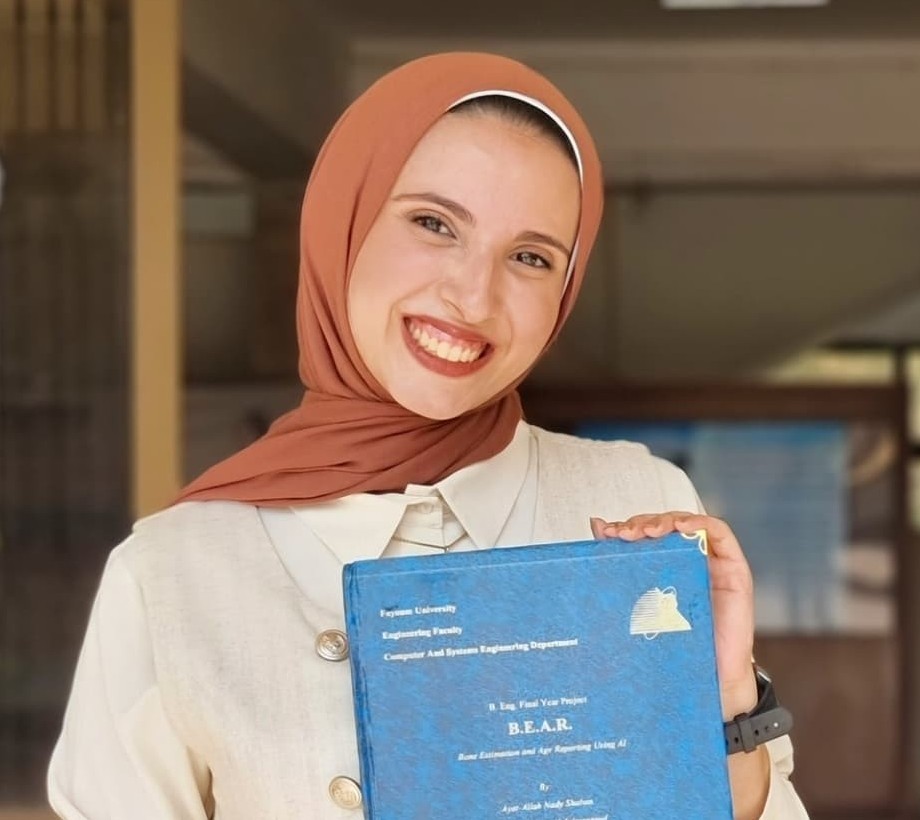 Fayoum University
Engineering Faculty
Computer And Systems Engineering Department
B. Eng. Final Year Project
B.E.A.R.
Bone Estimation and Age Reporting Using AI
By
Ayat-Allah Nady Shaban